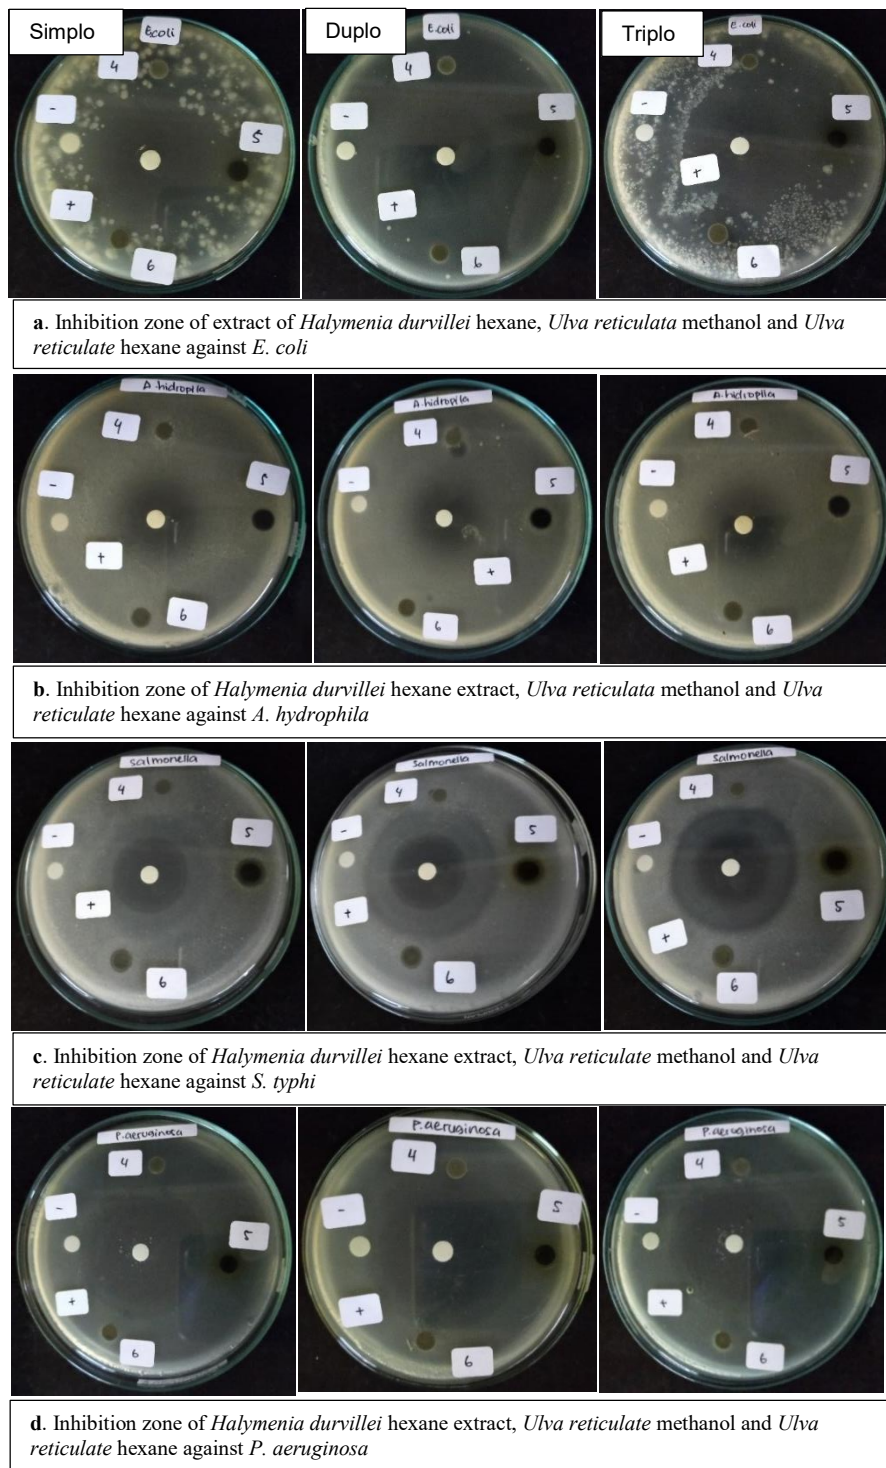 Simplo
Duplo
Triplo
E.coli
4
-
5
+
6
E.coli
4
-
5
+
6
E.coli
4
-
5
+
6
a. Inhibition zone of extract of Halymenia durvillei hexane, Ulva reticulata methanol and Ulva
reticulate hexane against E. coli
A.hidropila
4
-
5
+
6
A.hidropila
4
-
5
+
6
A.hidroplla
4
-
5
+
6
b. Inhibition zone of Halymenia durvillei hexane extract, Ulva reticulata methanol and Ulva
reticulate hexane against A. hydrophila
Salmonella
4
-
5
+
6
Salmonella
4
-
5
+
6
Salmonella
4
-
5
+
6
c. Inhibition zone of Halymenia durvillei hexane extract, Ulva reticulate methanol and Ulva
reticulate hexane against S. typhi
P.aeruginosa
4
-
5
+
6
P.aeruginosa
4
-
5
+
6
P.aeruginosa
4
-
5
+
6
d. Inhibition zone of Halymenia durvillei hexane extract, Ulva reticulate methanol and Ulva
reticulate hexane against P. aeruginosa